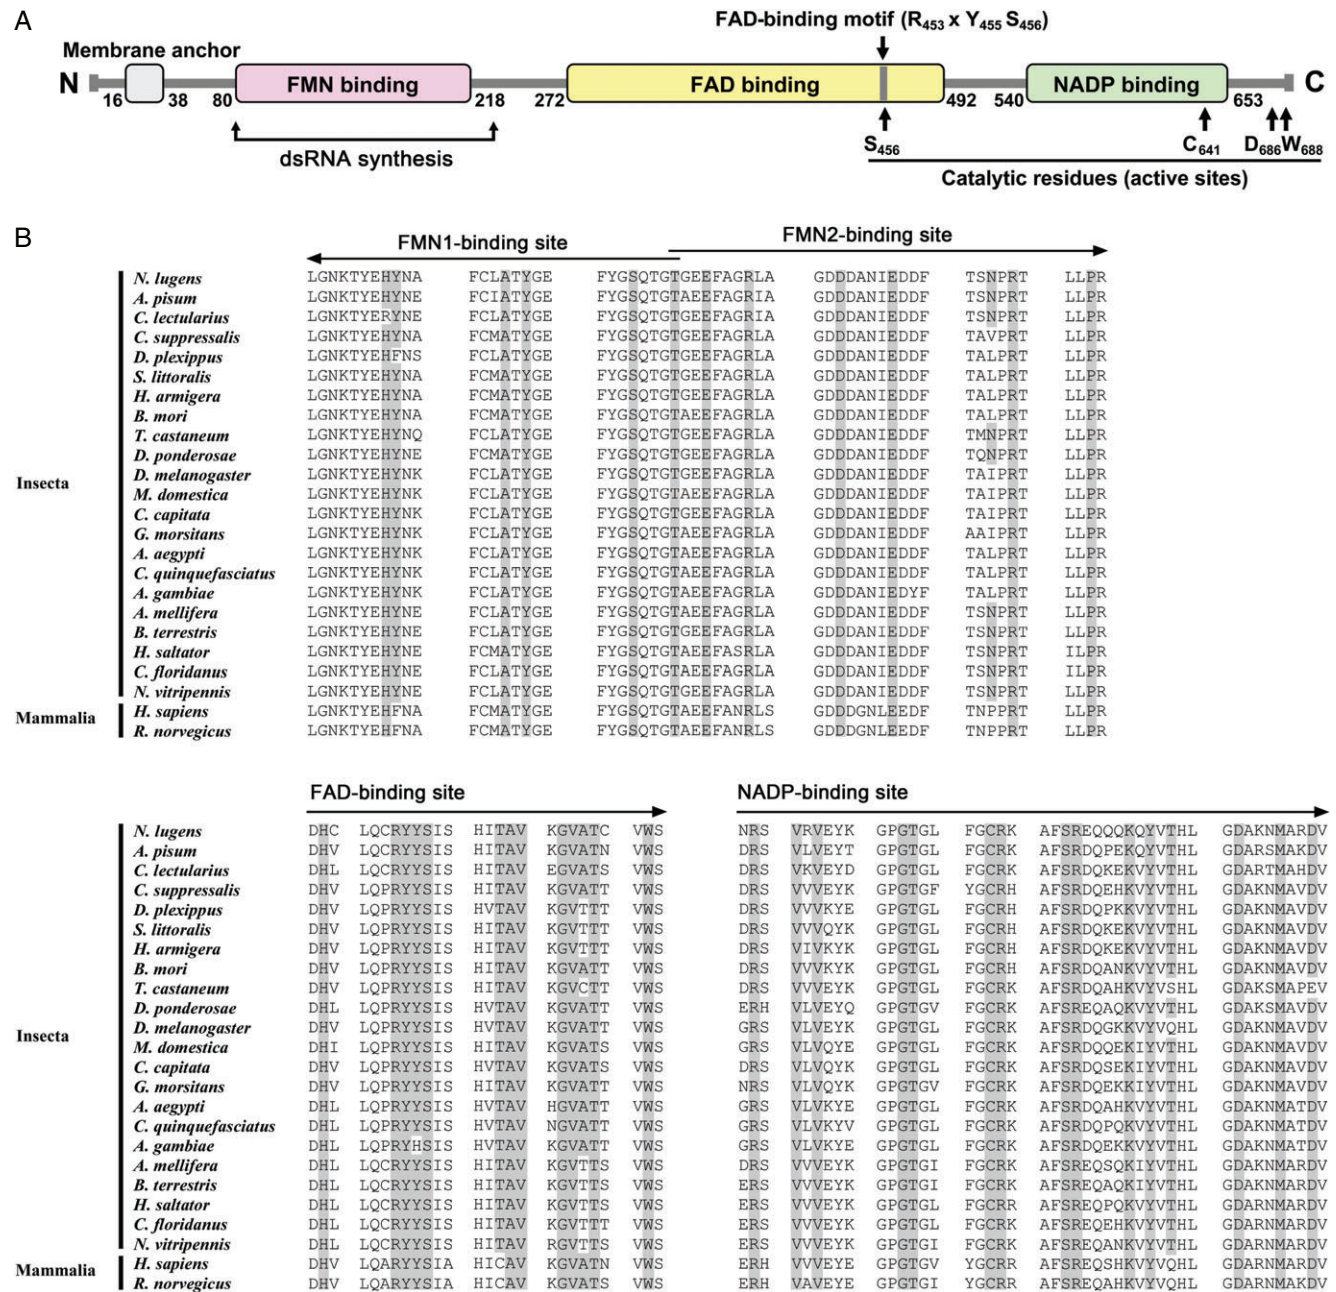 A
FAD-binding motif (R453 x Y455 S456)
Membrane anchor
N FMN binding FAD binding NADP binding C
16 38 80 218 272 492 540 653
dsRNA synthesis
S456 C641 D686 W688
Catalytic residues (active sites)
B
FMN1-binding site FMN2-binding site
N. lugens LGNKTYEHYNA FCLATYGE FYGSQTGTGEEFAGRLA GDDDANIEDDF TSNPRT LLPR
A. pisum LGNKTYEHYNE FCIATYGE FYGSQTGTAEEFAGRIA GDDDANIEDDF TSNPRT LLPR
C. lectularius LGNKTYERYNE FCLATYGE FYGSQTGTGEEFAGRIA GDDDANIEDDF TSNPRT LLPR
C. suppressalis LGNKTYEHYNA FCMATYGE FYGSQTGTGEEFAGRLA GDDDANIEDDF TAVPRT LLPR
D. plexippus LGNKTYEHFNS FCMATYGE FYGSQTGTGEEFAGRLA GDDDANIEDDF TALPRT LLPR
S. littoralis LGNKTYEHYNA FCMATYGE FYGSQTGTGEEFAGRLA GDDDANIEDDF TALPRT LLPR
H. armigera LGNKTYEHYNA FCMATYGE FYGSQTGTGEEFAGRLA GDDDANIEDDF TALPRT LLPR
B. mori LGNKTYEHYNA FCMATYGE FYGSQTGTAEEFAGRLA GDDDANIEDDF TALPRT LLPR
T. castaneum LGNKTYEHYNQ FCLATYGE FYGSQTGTGEEFAGRLA GDDDANIEDDF TMNPRT LLPR
D. ponderosae LGNKTYEHYNE FCMATYGE FYGSQTGTGEEFAGRLA GDDDANIEDDF TQNPRT LLPR
Insecta
D. melanogaster LGNKTYEHYNK FCLATYGE FYGSQTGTAEEFAGRLA GDDDANIEDDF TAIPRT LLPR
M. domestica LGNKTYEHYNK FCLATYGE FYGSQTGTAEEFAGRLA GDDDANIEDDF TAIPRT LLPR
C. capitata LGNKTYEHYNK FCLATYGE FYGSQTGTAEEFAGRLA GDDDANIEDDF TAIPRT LLPR
G. morsitans LGNKTYEHYNK FCLATYGE FYGSQTGTAEEFAGRLA GDDDANIEDDF AAIPRT LLPR
A. aegypti LGNKTYEHYNK FCLATYGE FYGSQTGTAEEFAGRLA GDDDANIEDDF TALPRT LLPR
C. quinquefasciatus LGNKTYEHYNK FCLATYGE FYGSQTGTAEEFAGRLA GDDDANIEDDF TALPRT LLPR
A. gambiae LGNKTYEHYNK FCLATYGE FYGSQTGTAEEFAGRLA GDDDANIEDYF TALPRT LLPR
A. mellifera LGNKTYEHYNE FCLATYGE FYGSQTGTAEEFAGRLA GDDDANIEDDF TSNPRT LLPR
B. terrestris LGNKTYEHYNE FCLATYGE FYGSQTGTGEEFAGRLA GDDDANIEDDF TSNPRT LLPR
H. saltator LGNKTYEHYNE FCMATYGE FYGSQTGTAEEFASRLA GDDDANIEDDF TSNPRT LLPR
C. floridanus LGNKTYEHYNE FCLATYGE FYGSQTGTAEEFAGRLA GDDDANIEDDF TSNPRT ILPR
N. vitripennis LGNKTYEHYNE FCLATYGE FYGSQTGTAEEFAGRLA GDDDANIEDDF TSNPRT LLPR
Mammalia
H. sapiens LGNKTYEHFNA FCMATYGE FYGSQTGTAEEFANRLS GDDDGNLEEDF TNPPRT LLPR
R. norvegicus LGNKTYEHFNA FCMATYGE FYGSQTGTAEEFANRLS GDDDGNLEEDF TNPPRT LLPR
FAD-binding site NADP-binding site
N. lugens DHC LQCRYYSIS HITAV KGVATC VWS NRS VRVEYK GPGTGL FGCRK AFSREQQQKQYVTHL GDAKNMARDV
A. pisum DHV LQCRYYSIS HITAV KGVATN VWS DRS VLVEYT GPGTGL FGCRK AFSRDQPEKQYVTHL GDARSMAKDV
C. lectularius DHL LQCRYYSIS HITAV EGVATS VWS DRS VKVEYD GPGTGL FGCRK AFSRDQKEKVYVTHL GDARTMAHDV
C. suppressalis DHV LQPRYYSIS HITAV KGVATT VWS DRS VVVEYK GPGTGF YGCRH AFSRDQEHKVYVTHL GDAKNMAVDV
D. plexippus DHV LQPRYYSIS HVTAV KGVTTT VWS DRS VVVKYE GPGTGL FGCRH AFSRDQPKKVYVTHL GDAKNMAVDV
S. littoralis DHV LQPRYYSIS HITAV KGVTTT VWS DRS VVVQYK GPGTGL FGCRH AFSRDQKEKVYVTHL GDAKNMAVDV
H. armigera DHV LQPRYYSIS HITAV KGVTTT VWS DRS VIVKYK GPGTGL FGCRH AFSRDQKEKVYVTHL GDAKNMAVDV
B. mori DHV LQPRYYSIS HITAV KGVATT VWS DRS VVVKYK GPGTGL FGCRH AFSRDQANKVYVTHL GDAKNMAVEV
T. castaneum DHV LQPRYYSIS HITAV KGVCTT VWS DRS VVVEYK GPGTGL FGCRH AFSRDQAHKVYVSHL GDAKSMAPEV
D. ponderosae DHL LQPRYYSIS HVTAV KGVATT VWS ERH VLVEYQ GPGTGV FGCRK AFSREQAQKVYVTHL GDAKSMAVDV
Insecta
D. melanogaster DHV LQPRYYSIS HVTAV KGVATT VWS GRS VLVEYK GPGTGL FGCRK AFSRDQGKKVYVQHL GDAKNMAVDV
M. domestica DHI LQPRYYSIS HITAV KGVATS VWS GRS VLVQYE GPGTGL FGCRK AFSRDQQEKIYVTHL GDAKNMAVDV
C. capitata DHV LQPRYYSIS HITAV KGVATS VWS GRS VLVQYK GPGTGL FGCRK AFSRDQSEKIYVTHL GDAKNMAVDV
G. morsitans DHV LQPRYYSIS HITAV KGVATT VWS NRS VLVQYK GPGTGV FGCRK AFSRDQEKKIYVTHL GDAKNMAVDV
A. aegypti DHL LQPRYYSIS HVTAV HGVATT VWS GRS VLVKYE GPGTGL FGCRK AFSRDQAHKVYVTHL GDAKNMATDV
C. quinquefasciatus DHL LQPRYYSIS HVTAV NGVATT VWS GRS VLVKYV GPGTGL FGCRK AFSRDQPQKVYVTHL GDAKNMATDV
A. gambiae DHL LQPRYHSIS HVTAV KGVATT VWS GRS VLVKYE GPGTGL FGCRK AFSRDQEKKVYVTHL GDAKNMATDV
A. mellifera DHL LQCRYYSIS HITAV KGVTTS VWS DRS VVVEYK GPGTGI FGCRK AFSREQSQKIYVTHL GDAKNMARDV
B. terrestris DHL LQCRYYSIS HITAV KGVTTS VWS ERS VVVEYK GPGTGI FGCRK AFSREQAQKIYVTHL GDAKNMARDV
H. saltator DHL LQCRYYSIS HITAV KGVTTS VWS ERS VVVEYK GPGTGL FGCRR AFSREQPQKVYVTHL GDAKNMARDV
C. floridanus DHL LQCRYYSIS HITAV KGVTTT VWS ERS VVVEYK GPGTGL FGCRR AFSREQEHKVYVTHL GDARNMARDV
N. vitripennis DHL LQCRYYSIS HITAV RGVTTS VWS ERS VVVEYK GPGTGI FGCRK AFSREQANKVYVTHL GDAKNMARDV
Mammalia
H. sapiens DHV LQARYYSIA HICAV KGVATN VWS ERH VVVEYE GPGTGV YGCRR AFSREQSHKVYVQHL GDARNMARDV
R. norvegicus DHV LQARYYSIA HICAV KGVATS VWS ERH VAVEYE GPGTGI YGCRR AFSREQAHKVYVQHL GDARNMAKDV